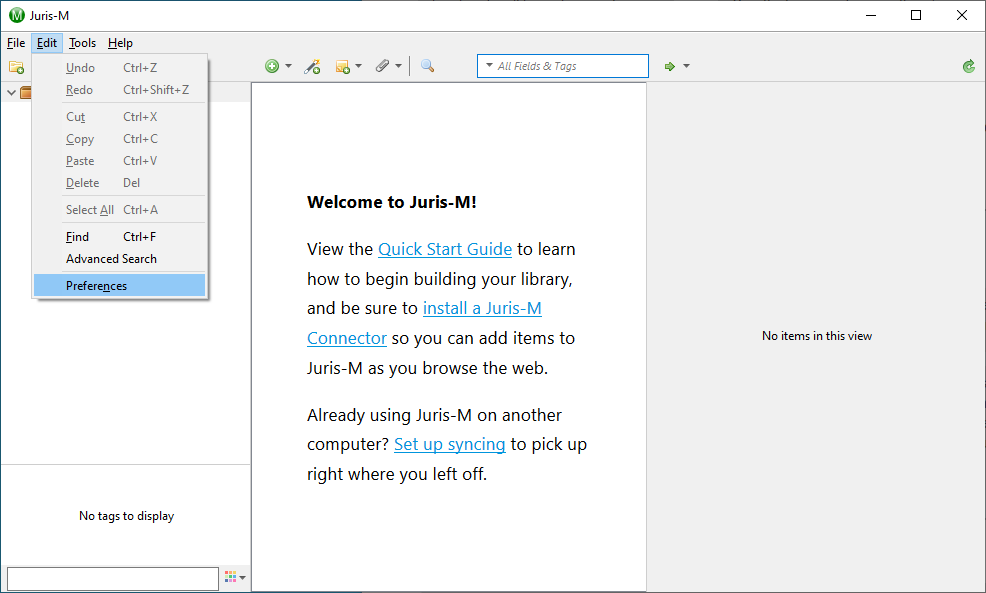 Juris-M
File Edit Tools Help
All Fields & Tags
Undo Ctrl+Z
Redo Ctrl+Shift+Z
Cut Ctrl+X
Copy Ctrl+C
Paste Ctrl+V
Delete Del
Select All Ctrl+A
Find Ctrl+F
Advanced Search
Preferences
Welcome to Juris-M!
View the Quick Start Guide to learn
how to begin building your library,
and be sure to install a Juris-M
Connector so you can add items to
Juris-M as you browse the web.
Already using Juris-M on another
computer? Set up syncing to pick up
right where you left off.
No items in this view
No tags to display